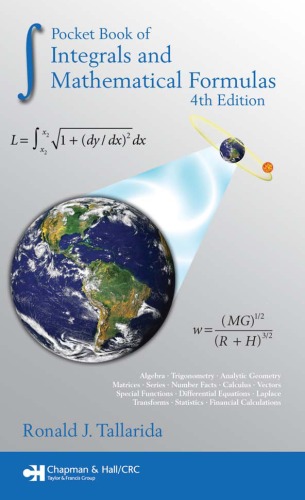 ∫ Pocket Book of
Integrals and
Mathematical Formulas
4th Edition
L = ∫_{x_2}^{x_2} √(1 + (dy / dx)^2) dx
w = (MG)^{1/2} / (R + H)^{3/2}
Algebra · Trigonometry · Analytic Geometry
Matrices · Series · Number Facts · Calculus · Vectors
Special Functions · Differential Equations · Laplace
Transforms · Statistics · Financial Calculations
Ronald J. Tallarida
Chapman & Hall/CRC
Taylor & Francis Group